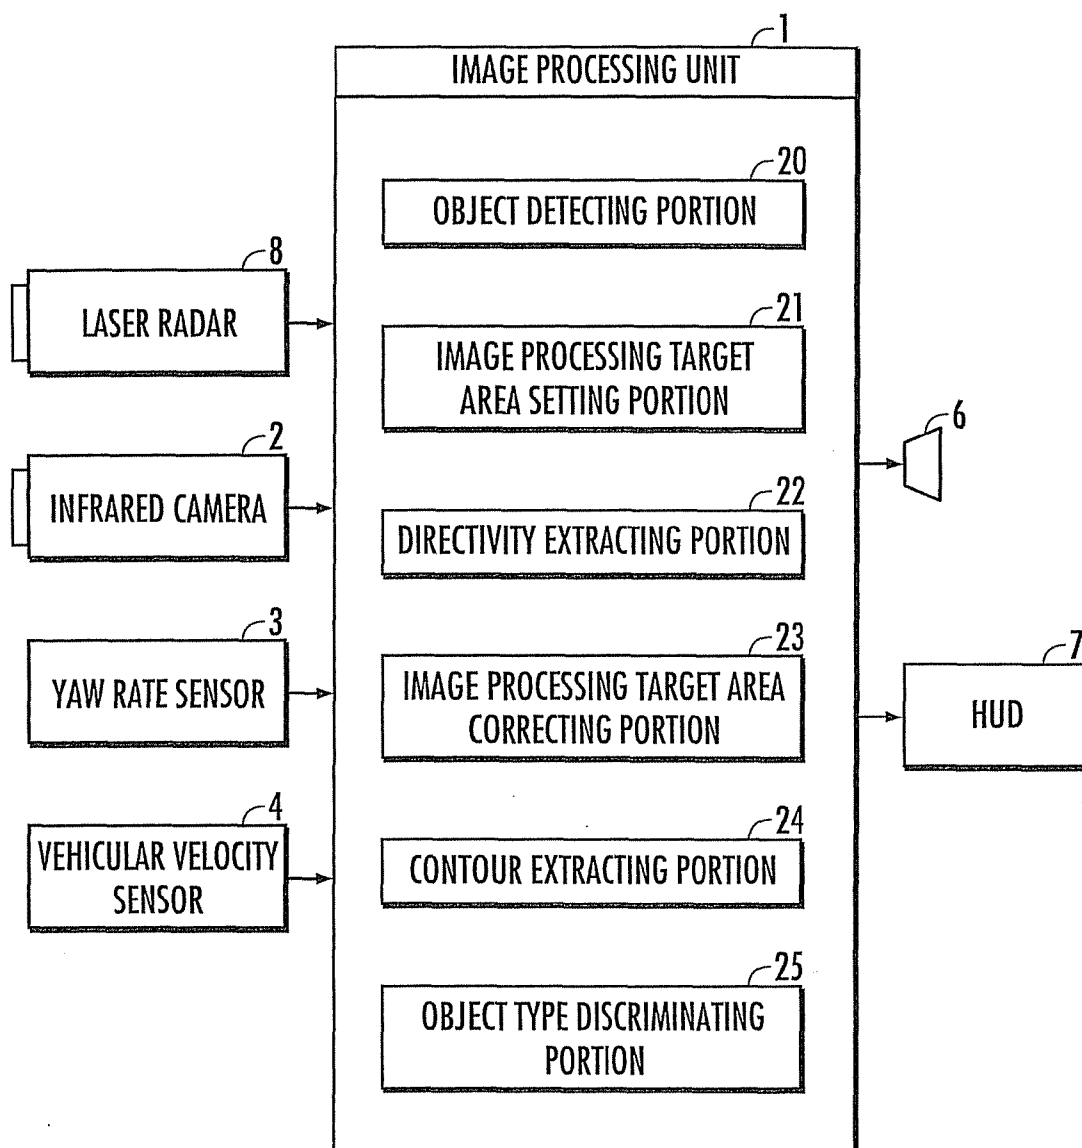 1
IMAGE PROCESSING UNIT
20
OBJECT DETECTING PORTION
8
LASER RADAR
21
IMAGE PROCESSING TARGET
AREA SETTING PORTION
6
2
INFRARED CAMERA
22
DIRECTIVITY EXTRACTING PORTION
3
YAW RATE SENSOR
23
IMAGE PROCESSING TARGET AREA
CORRECTING PORTION
7
HUD
4
VEHICULAR VELOCITY
SENSOR
24
CONTOUR EXTRACTING PORTION
25
OBJECT TYPE DISCRIMINATING
PORTION